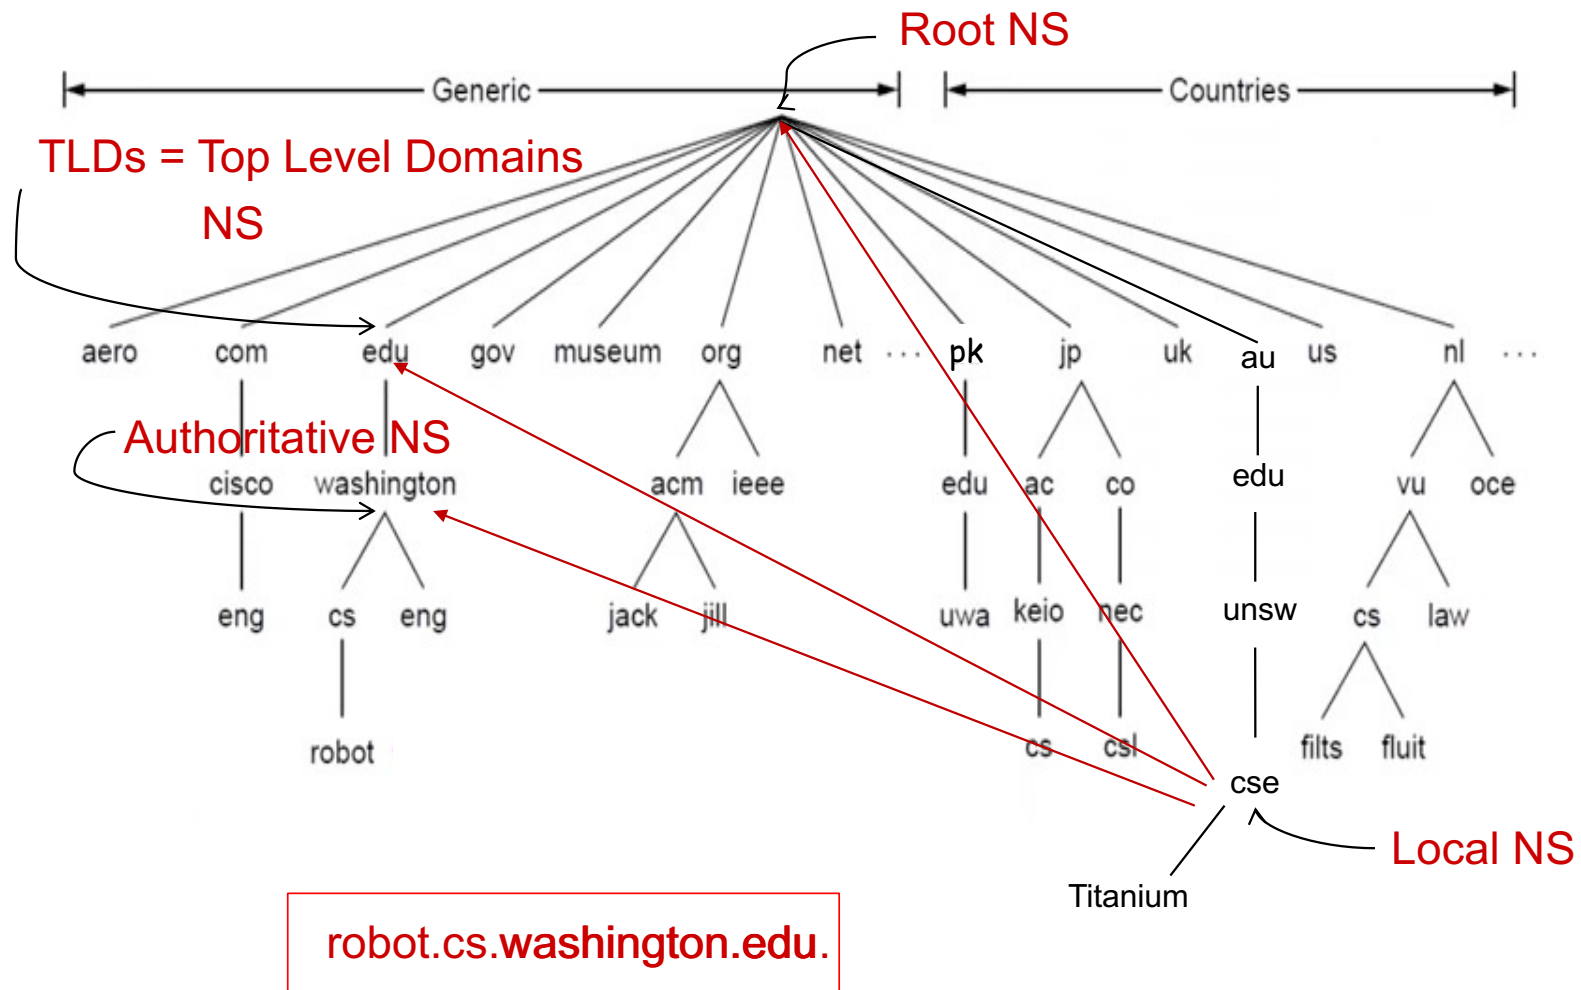 Root NS
Generic
Countries
TLDs = Top Level Domains
NS
aero com edu gov museum org net ... pk jp uk au us nl ...
Authoritative NS
cisco washington acm ieee edu ac co edu vu oce
eng cs eng jack jill uwa keio nec unsw cs law
robot cs csl filts fluit
cse
Local NS
Titanium
robot.cs.washington.edu.